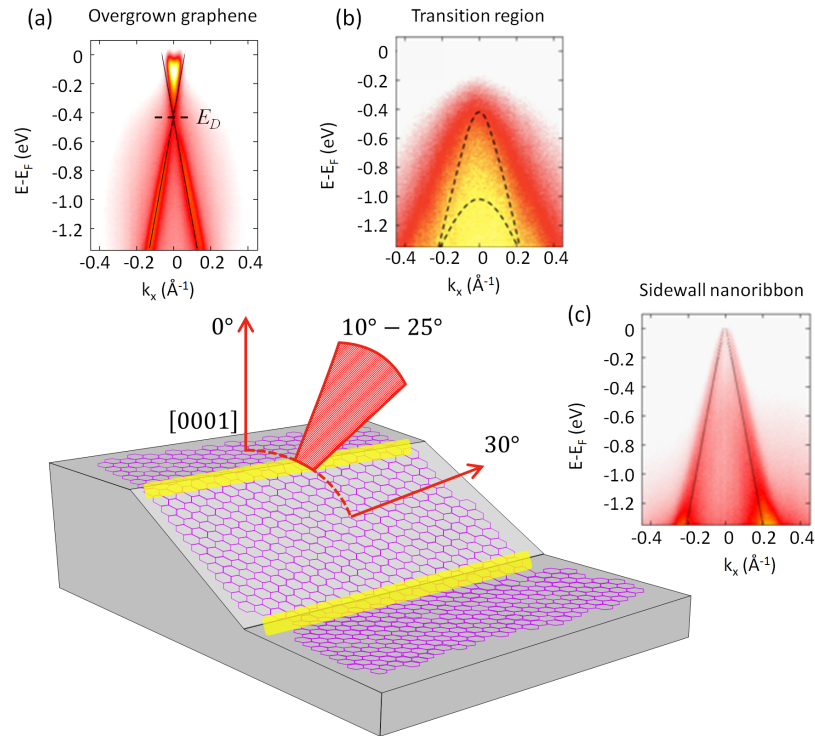 (a)
Overgrown graphene
0
-0.2
-0.4
-0.6
-0.8
-1.0
-1.2
E-E_F (eV)
E_D
-0.4 -0.2 0 0.2 0.4
k_x (Å⁻¹)
(b)
Transition region
0
-0.2
-0.4
-0.6
-0.8
-1.0
-1.2
E-E_F (eV)
-0.4 -0.2 0 0.2 0.4
k_x (Å⁻¹)
Sidewall nanoribbon
(c)
0
-0.2
-0.4
-0.6
-0.8
-1.0
-1.2
E-E_F (eV)
-0.4 -0.2 0 0.2 0.4
k_x (Å⁻¹)
0°
10° – 25°
[0001]
30°